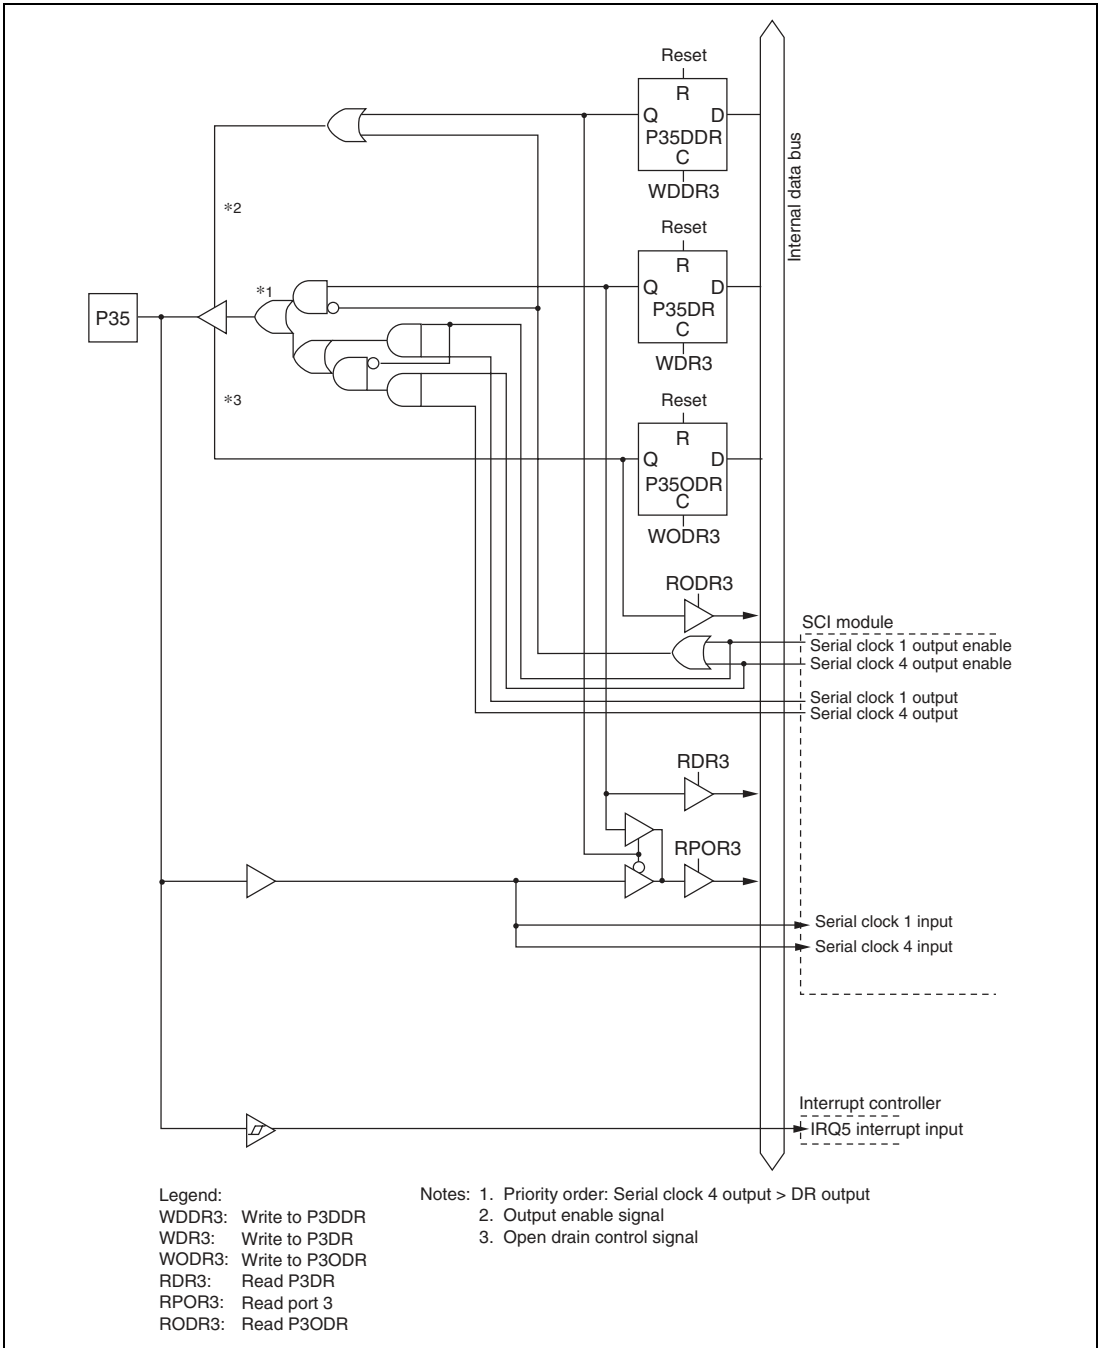 Reset
R
Q D
P35DDR
C
WDDR3
Internal data bus
*2
Reset
R
Q D
P35DR
C
WDR3
*1
P35
*3
Reset
R
Q D
P35ODR
C
WODR3
RODR3
SCI module
Serial clock 1 output enable
Serial clock 4 output enable
Serial clock 1 output
Serial clock 4 output
RDR3
RPOR3
Serial clock 1 input
Serial clock 4 input
Interrupt controller
IRQ5 interrupt input
Legend:
WDDR3: Write to P3DDR
WDR3: Write to P3DR
WODR3: Write to P3ODR
RDR3: Read P3DR
RPOR3: Read port 3
RODR3: Read P3ODR
Notes: 1. Priority order: Serial clock 4 output > DR output
2. Output enable signal
3. Open drain control signal